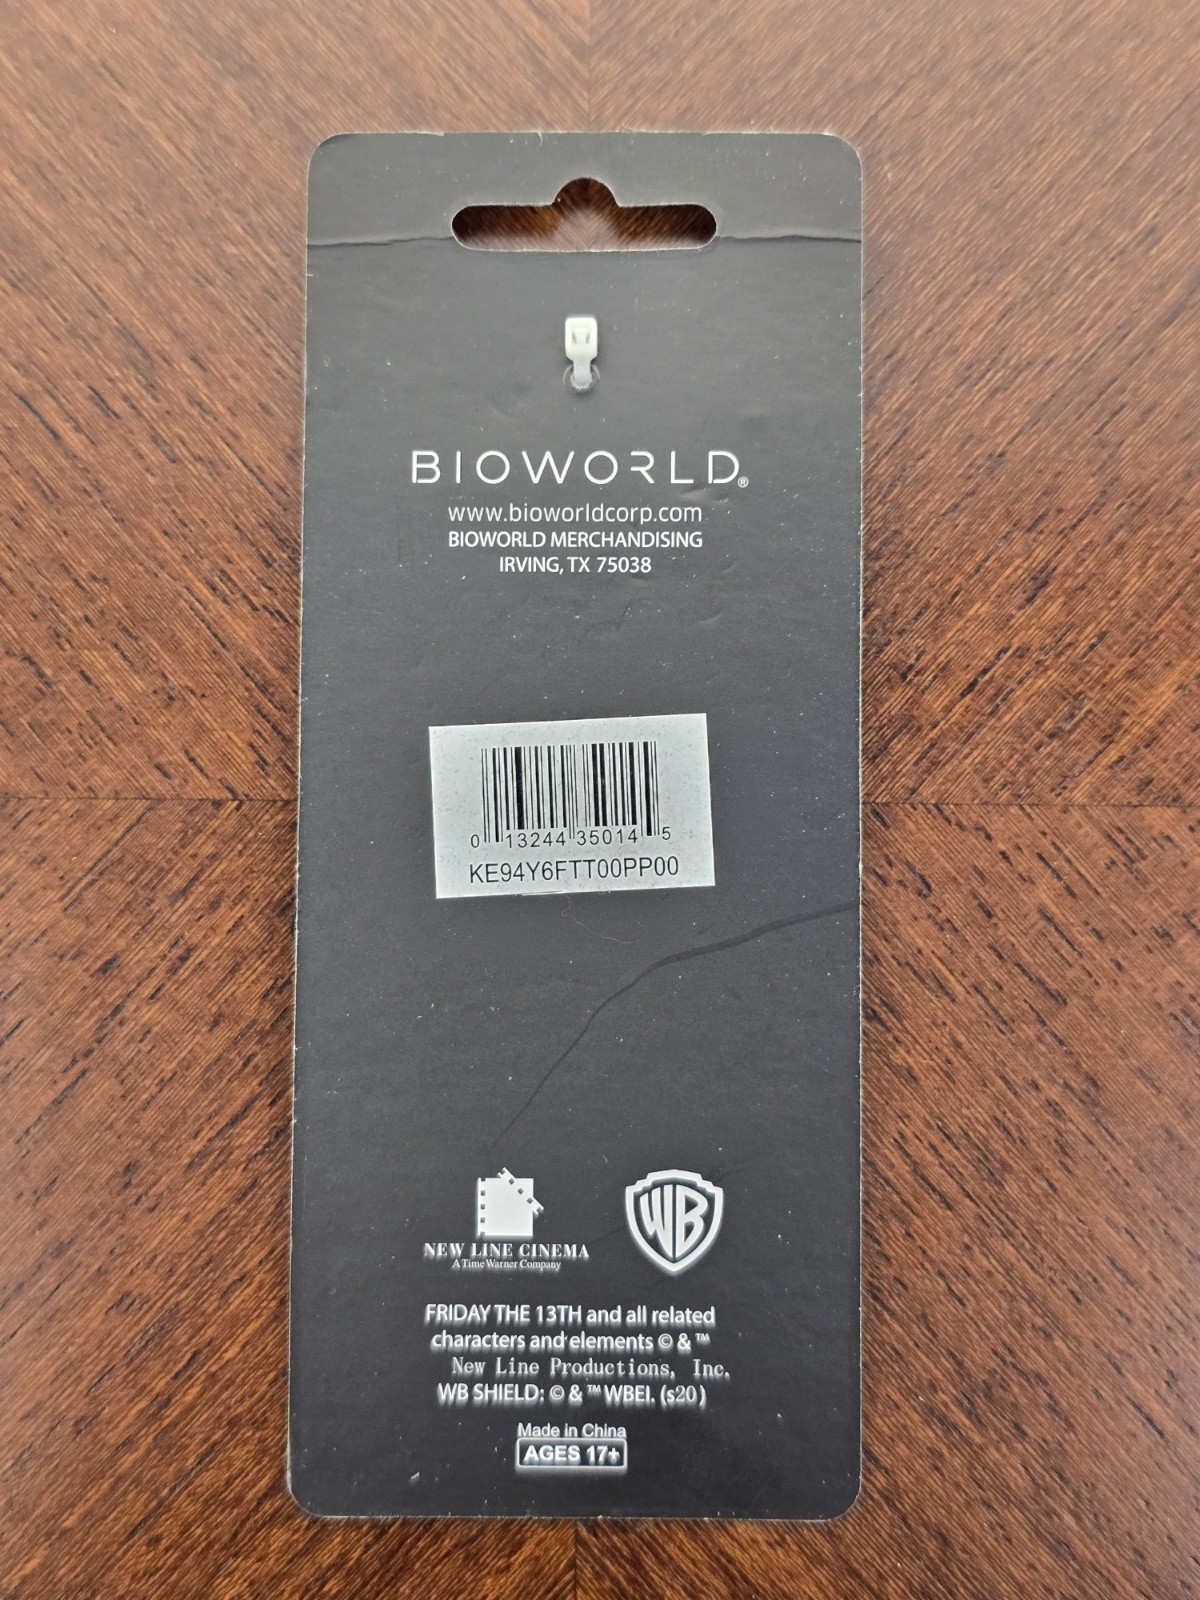 BIOWORLD®
www.bioworldcorp.com
BIOWORLD MERCHANDISING
IRVING, TX 75038
0 13244 35014 5
KE94Y6FTT00PP00
NEW LINE CINEMA
A Time Warner Company
WB
FRIDAY THE 13TH and all related
characters and elements © & ™
New Line Productions, Inc.
WB SHIELD: © & ™ WBEI. (s20)
Made in China
AGES 17+